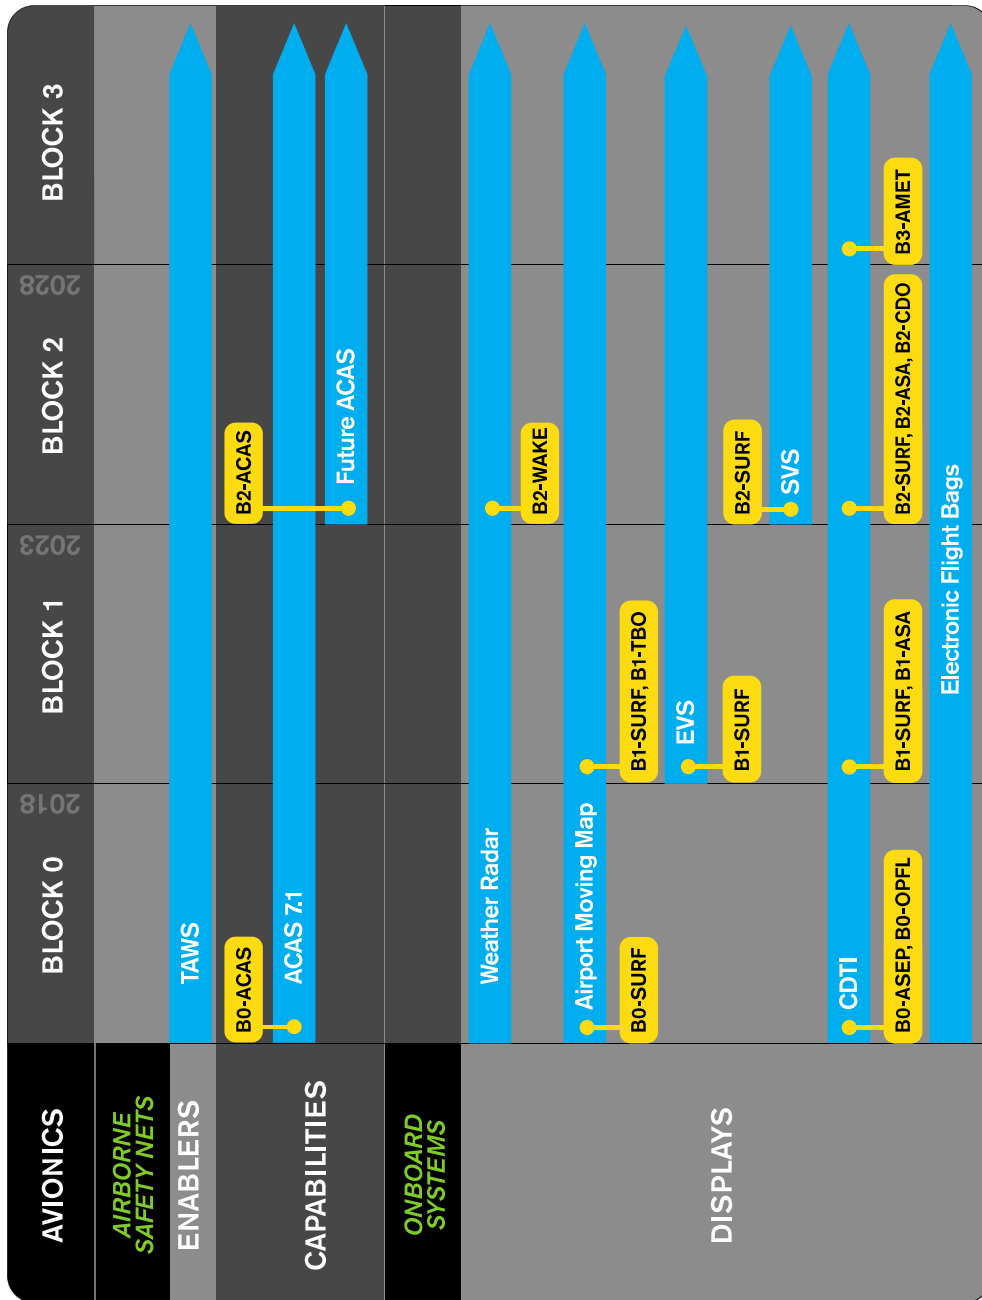 AVIONICS
BLOCK 0
2018
BLOCK 1
2023
BLOCK 2
2028
BLOCK 3
AIRBORNE
SAFETY NETS
ENABLERS
TAWS
CAPABILITIES
B0-ACAS
B2-ACAS
ACAS 7.1
Future ACAS
ONBOARD
SYSTEMS
DISPLAYS
Weather Radar
B2-WAKE
Airport Moving Map
B0-SURF
B1-SURF, B1-TBO
EVS
B1-SURF
B2-SURF
SVS
CDTI
B0-ASEP, B0-OPFL
B1-SURF, B1-ASA
B2-SURF, B2-ASA, B2-CDO
B3-AMET
Electronic Flight Bags